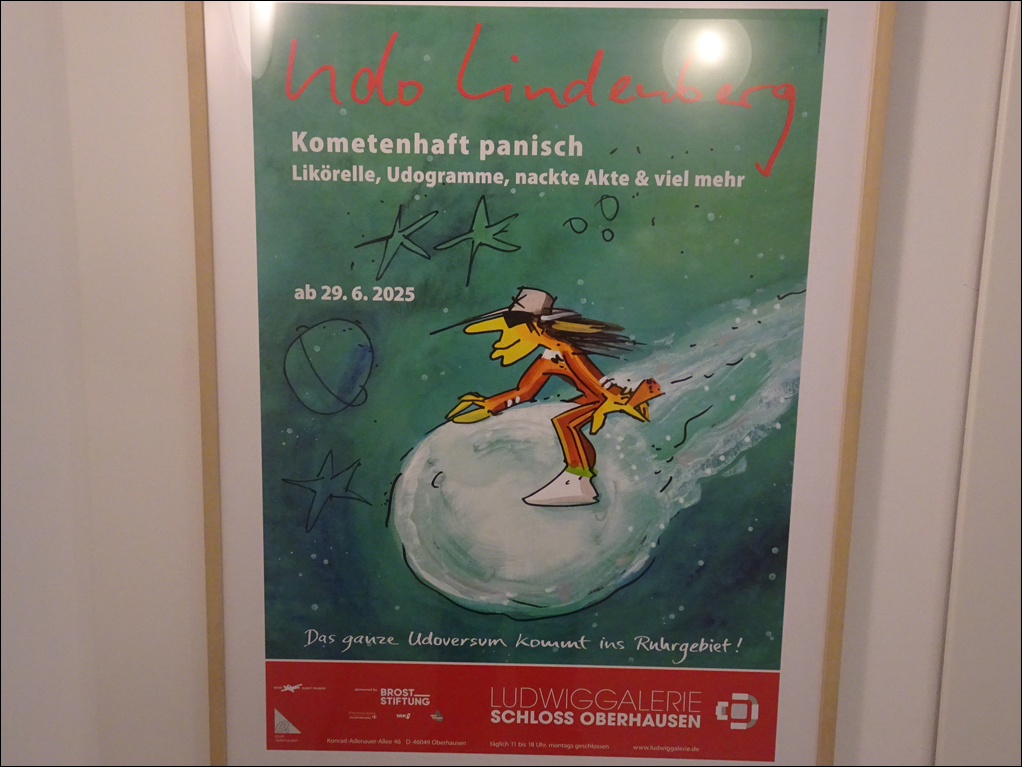 Udo Lindenberg
Kometenhaft panisch
Likörelle, Udogramme, nackte Akte & viel mehr
ab 29. 6. 2025
Das ganze Udoversum kommt ins Ruhrgebiet!
sponsored by BROST
STIFTUNG
LUDWIGGALERIE
SCHLOSS OBERHAUSEN
Konrad-Adenauer-Allee 46 · D 46049 Oberhausen täglich 11 bis 18 Uhr, montags geschlossen www.ludwiggalerie.de